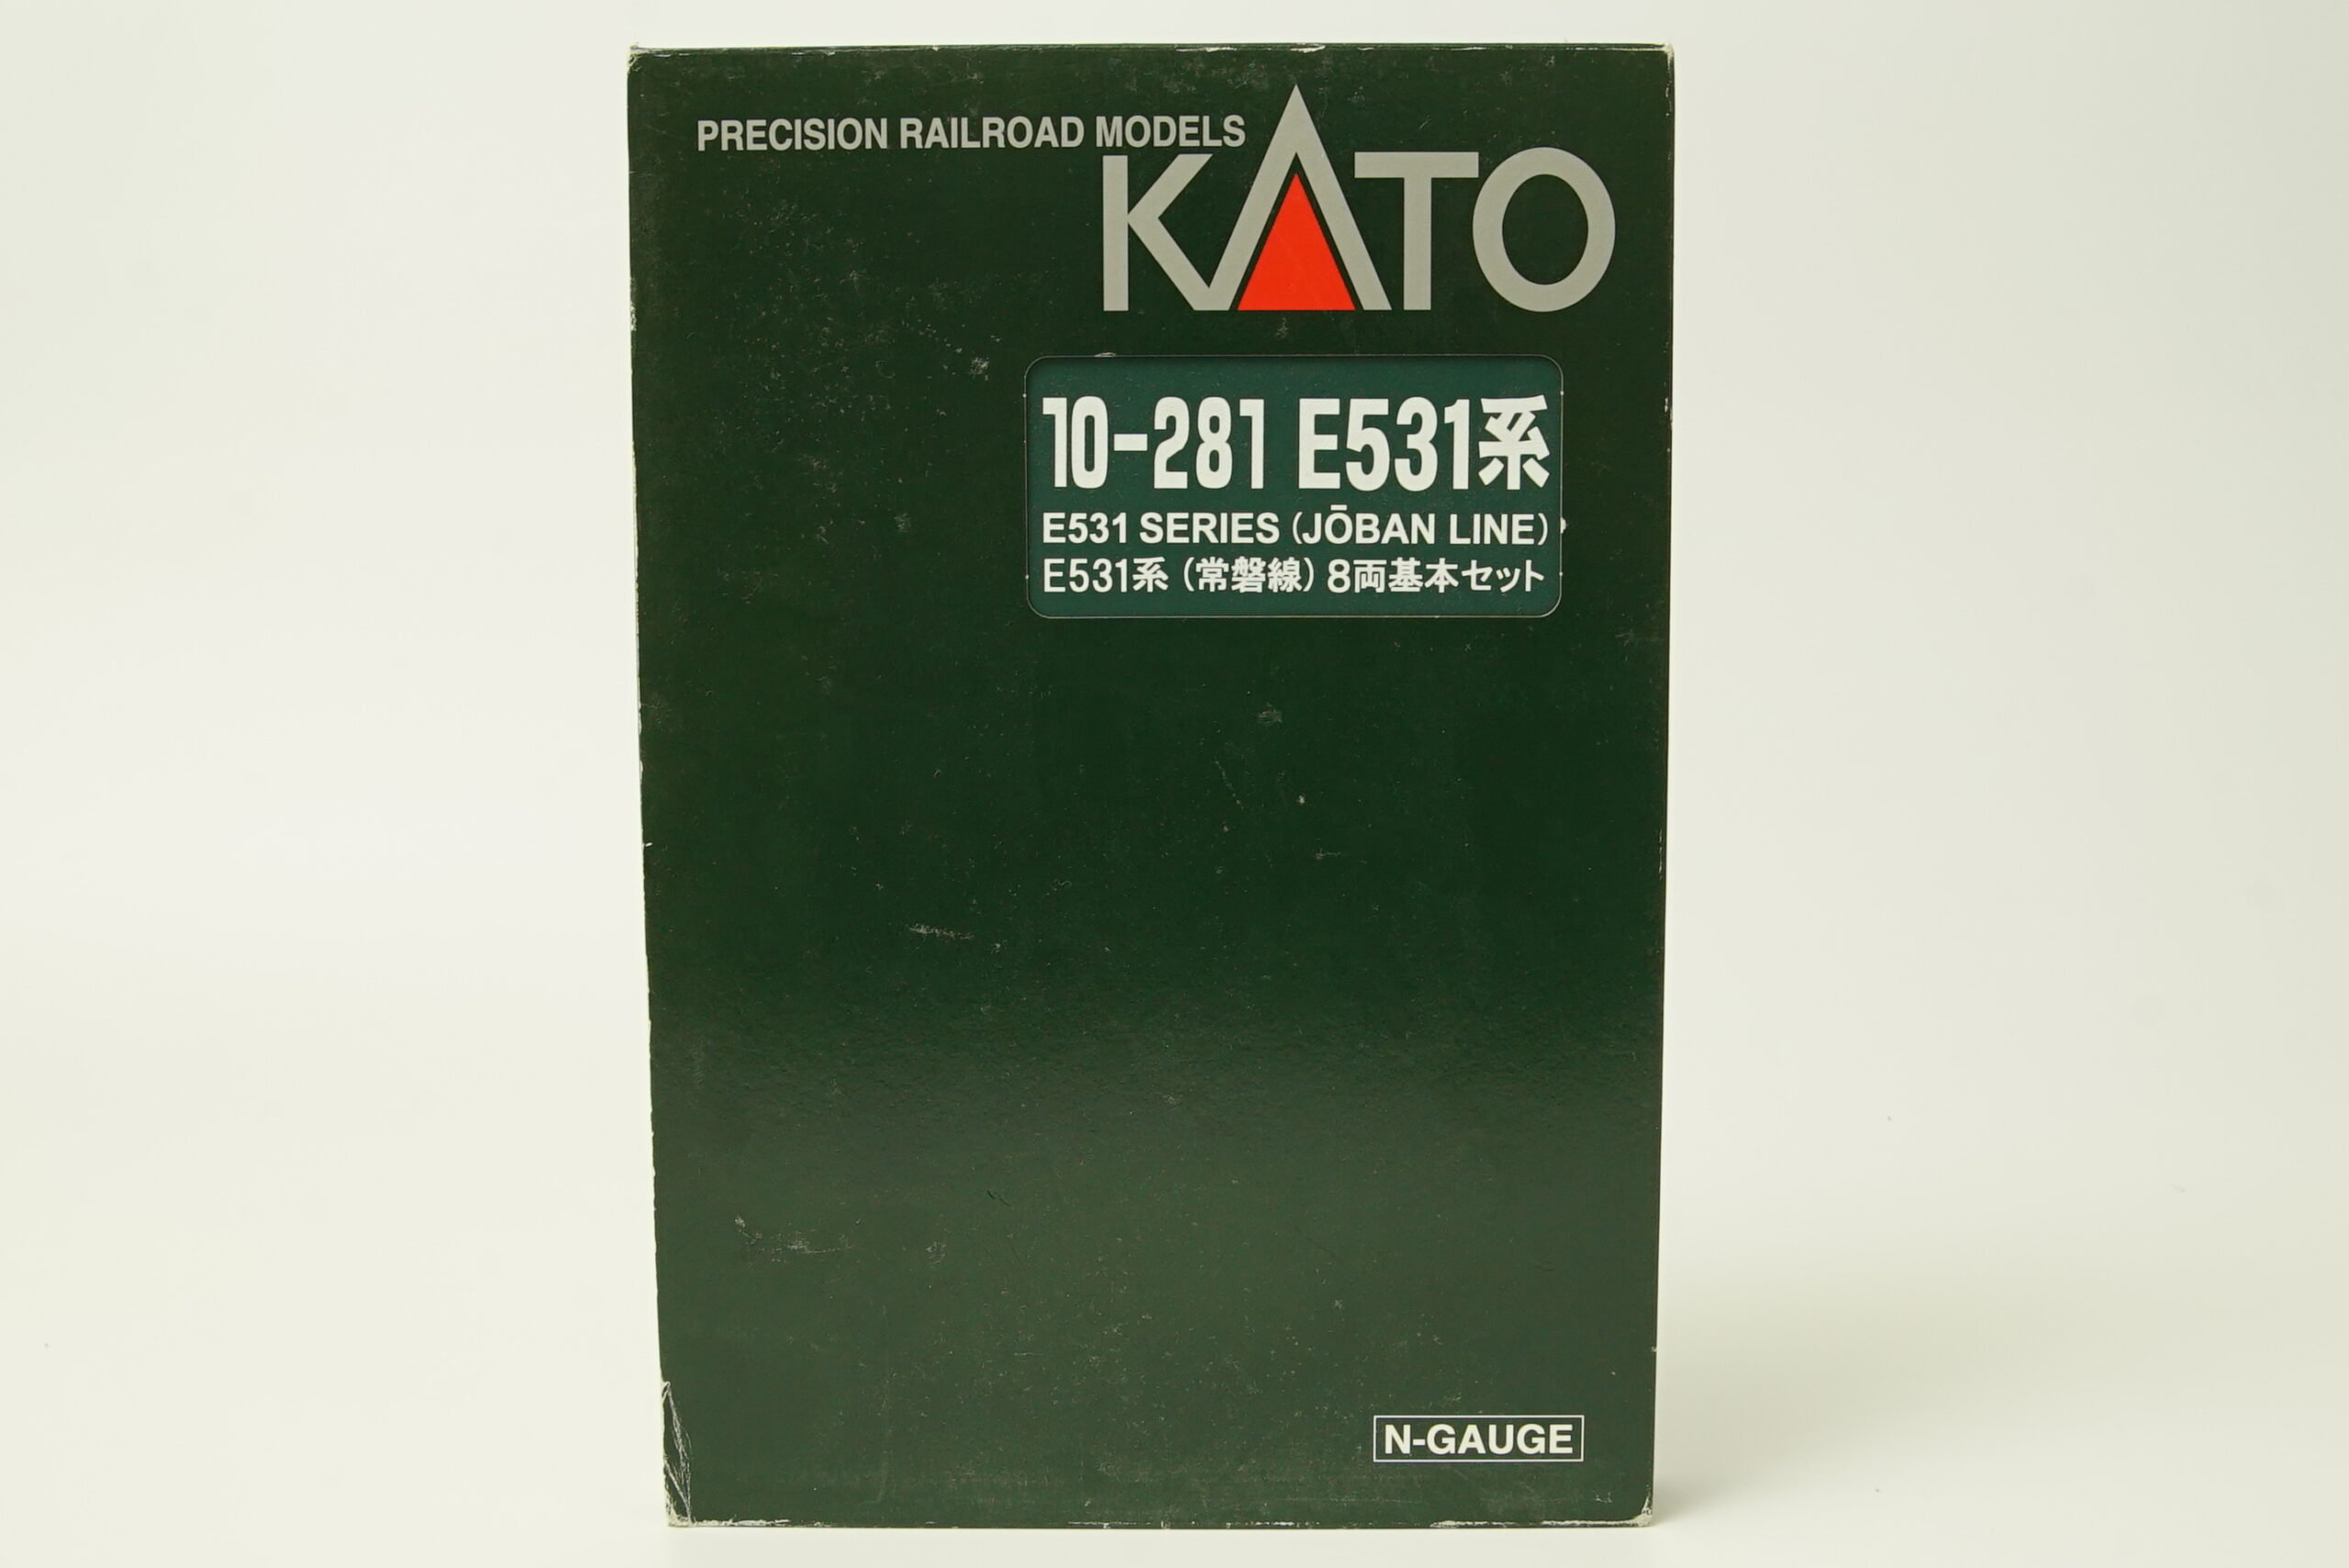 PRECISION RAILROAD MODELS
KATO
10-281 E531系
E531 SERIES (JŌBAN LINE)
E531系 (常磐線) 8両基本セット
N-GAUGE